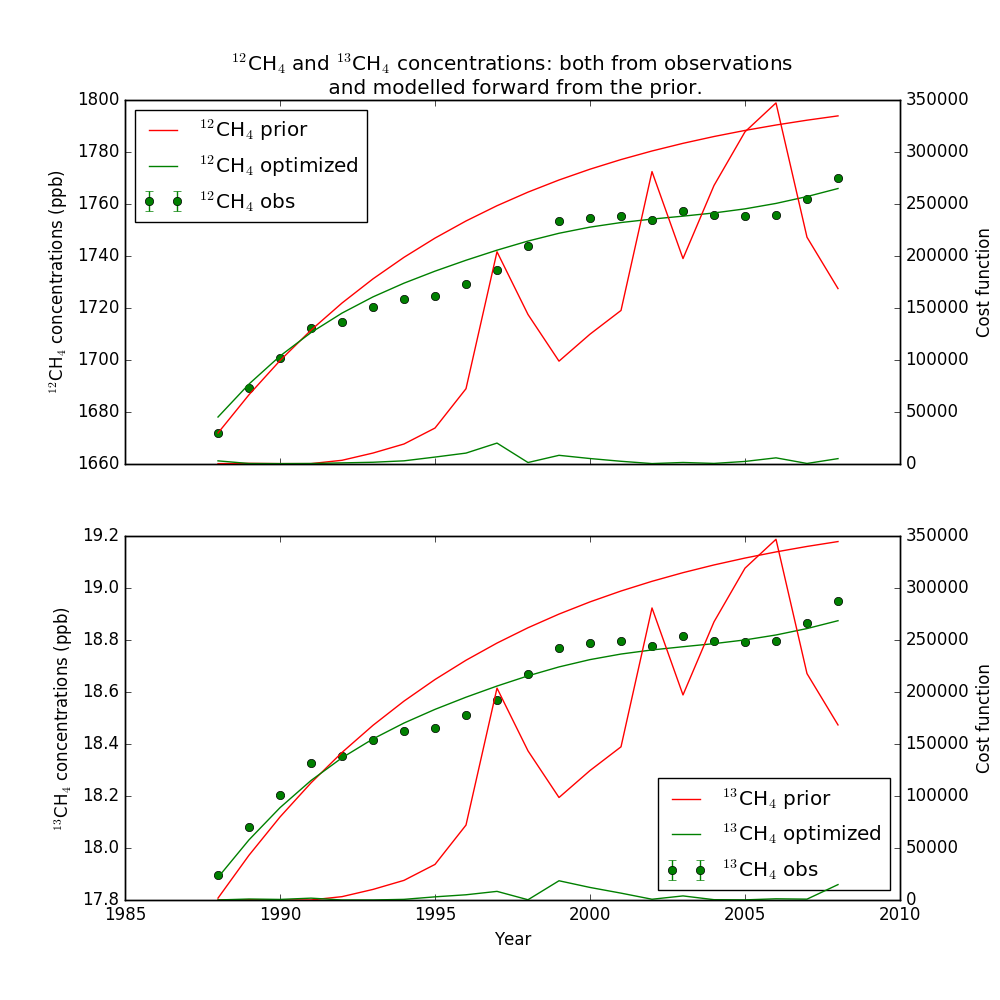 ¹²CH₄ and ¹³CH₄ concentrations: both from observations
and modelled forward from the prior.
1800
1780
1760
1740
1720
1700
1680
1660
¹²CH₄ concentrations (ppb)
¹²CH₄ prior
¹²CH₄ optimized
¹²CH₄ obs
350000
300000
250000
200000
150000
100000
50000
0
Cost function
19.2
19.0
18.8
18.6
18.4
18.2
18.0
17.8
¹³CH₄ concentrations (ppb)
350000
300000
250000
200000
150000
100000
50000
0
Cost function
¹³CH₄ prior
¹³CH₄ optimized
¹³CH₄ obs
1985 1990 1995 2000 2005 2010
Year